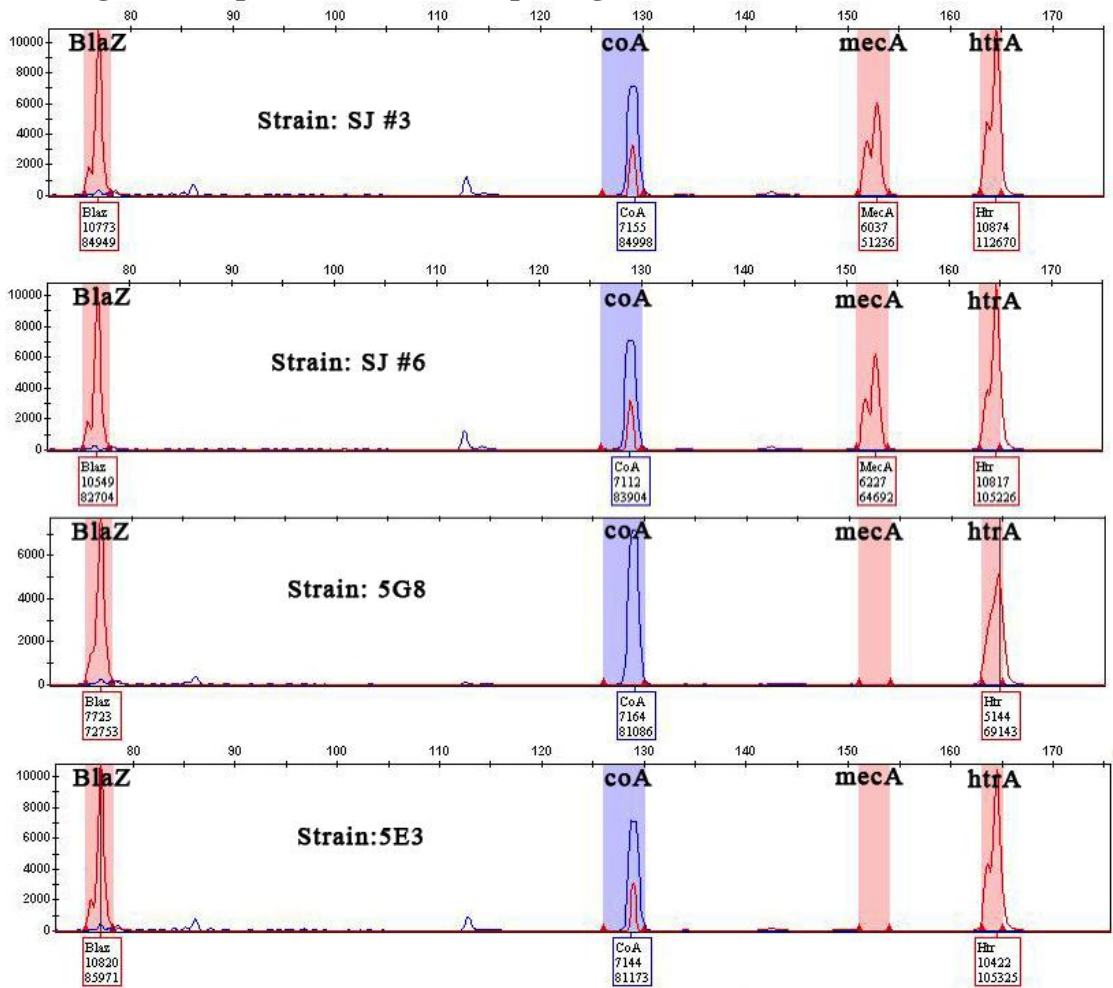 80 90 100 110 120 130 140 150 160 170
BlaZ coA mecA htrA
10000
8000
6000
4000
2000
0
Strain: SJ #3
Blaz CoA MecA Htr
10773 7155 6037 10874
84949 84998 51236 112670
80 90 100 110 120 130 140 150 160 170
BlaZ coA mecA htrA
10000
8000
6000
4000
2000
0
Strain: SJ #6
Blaz CoA MecA Htr
10549 7112 6227 10817
82704 83904 64692 105226
BlaZ coA mecA htrA
6000
4000
2000
0
Strain: 5G8
Blaz CoA Htr
7723 7164 5144
72753 81086 69143
80 90 100 110 120 130 140 150 160 170
BlaZ coA mecA htrA
10000
8000
6000
4000
2000
0
Strain:5E3
Blaz CoA Htr
10820 7144 10422
85971 81173 105325